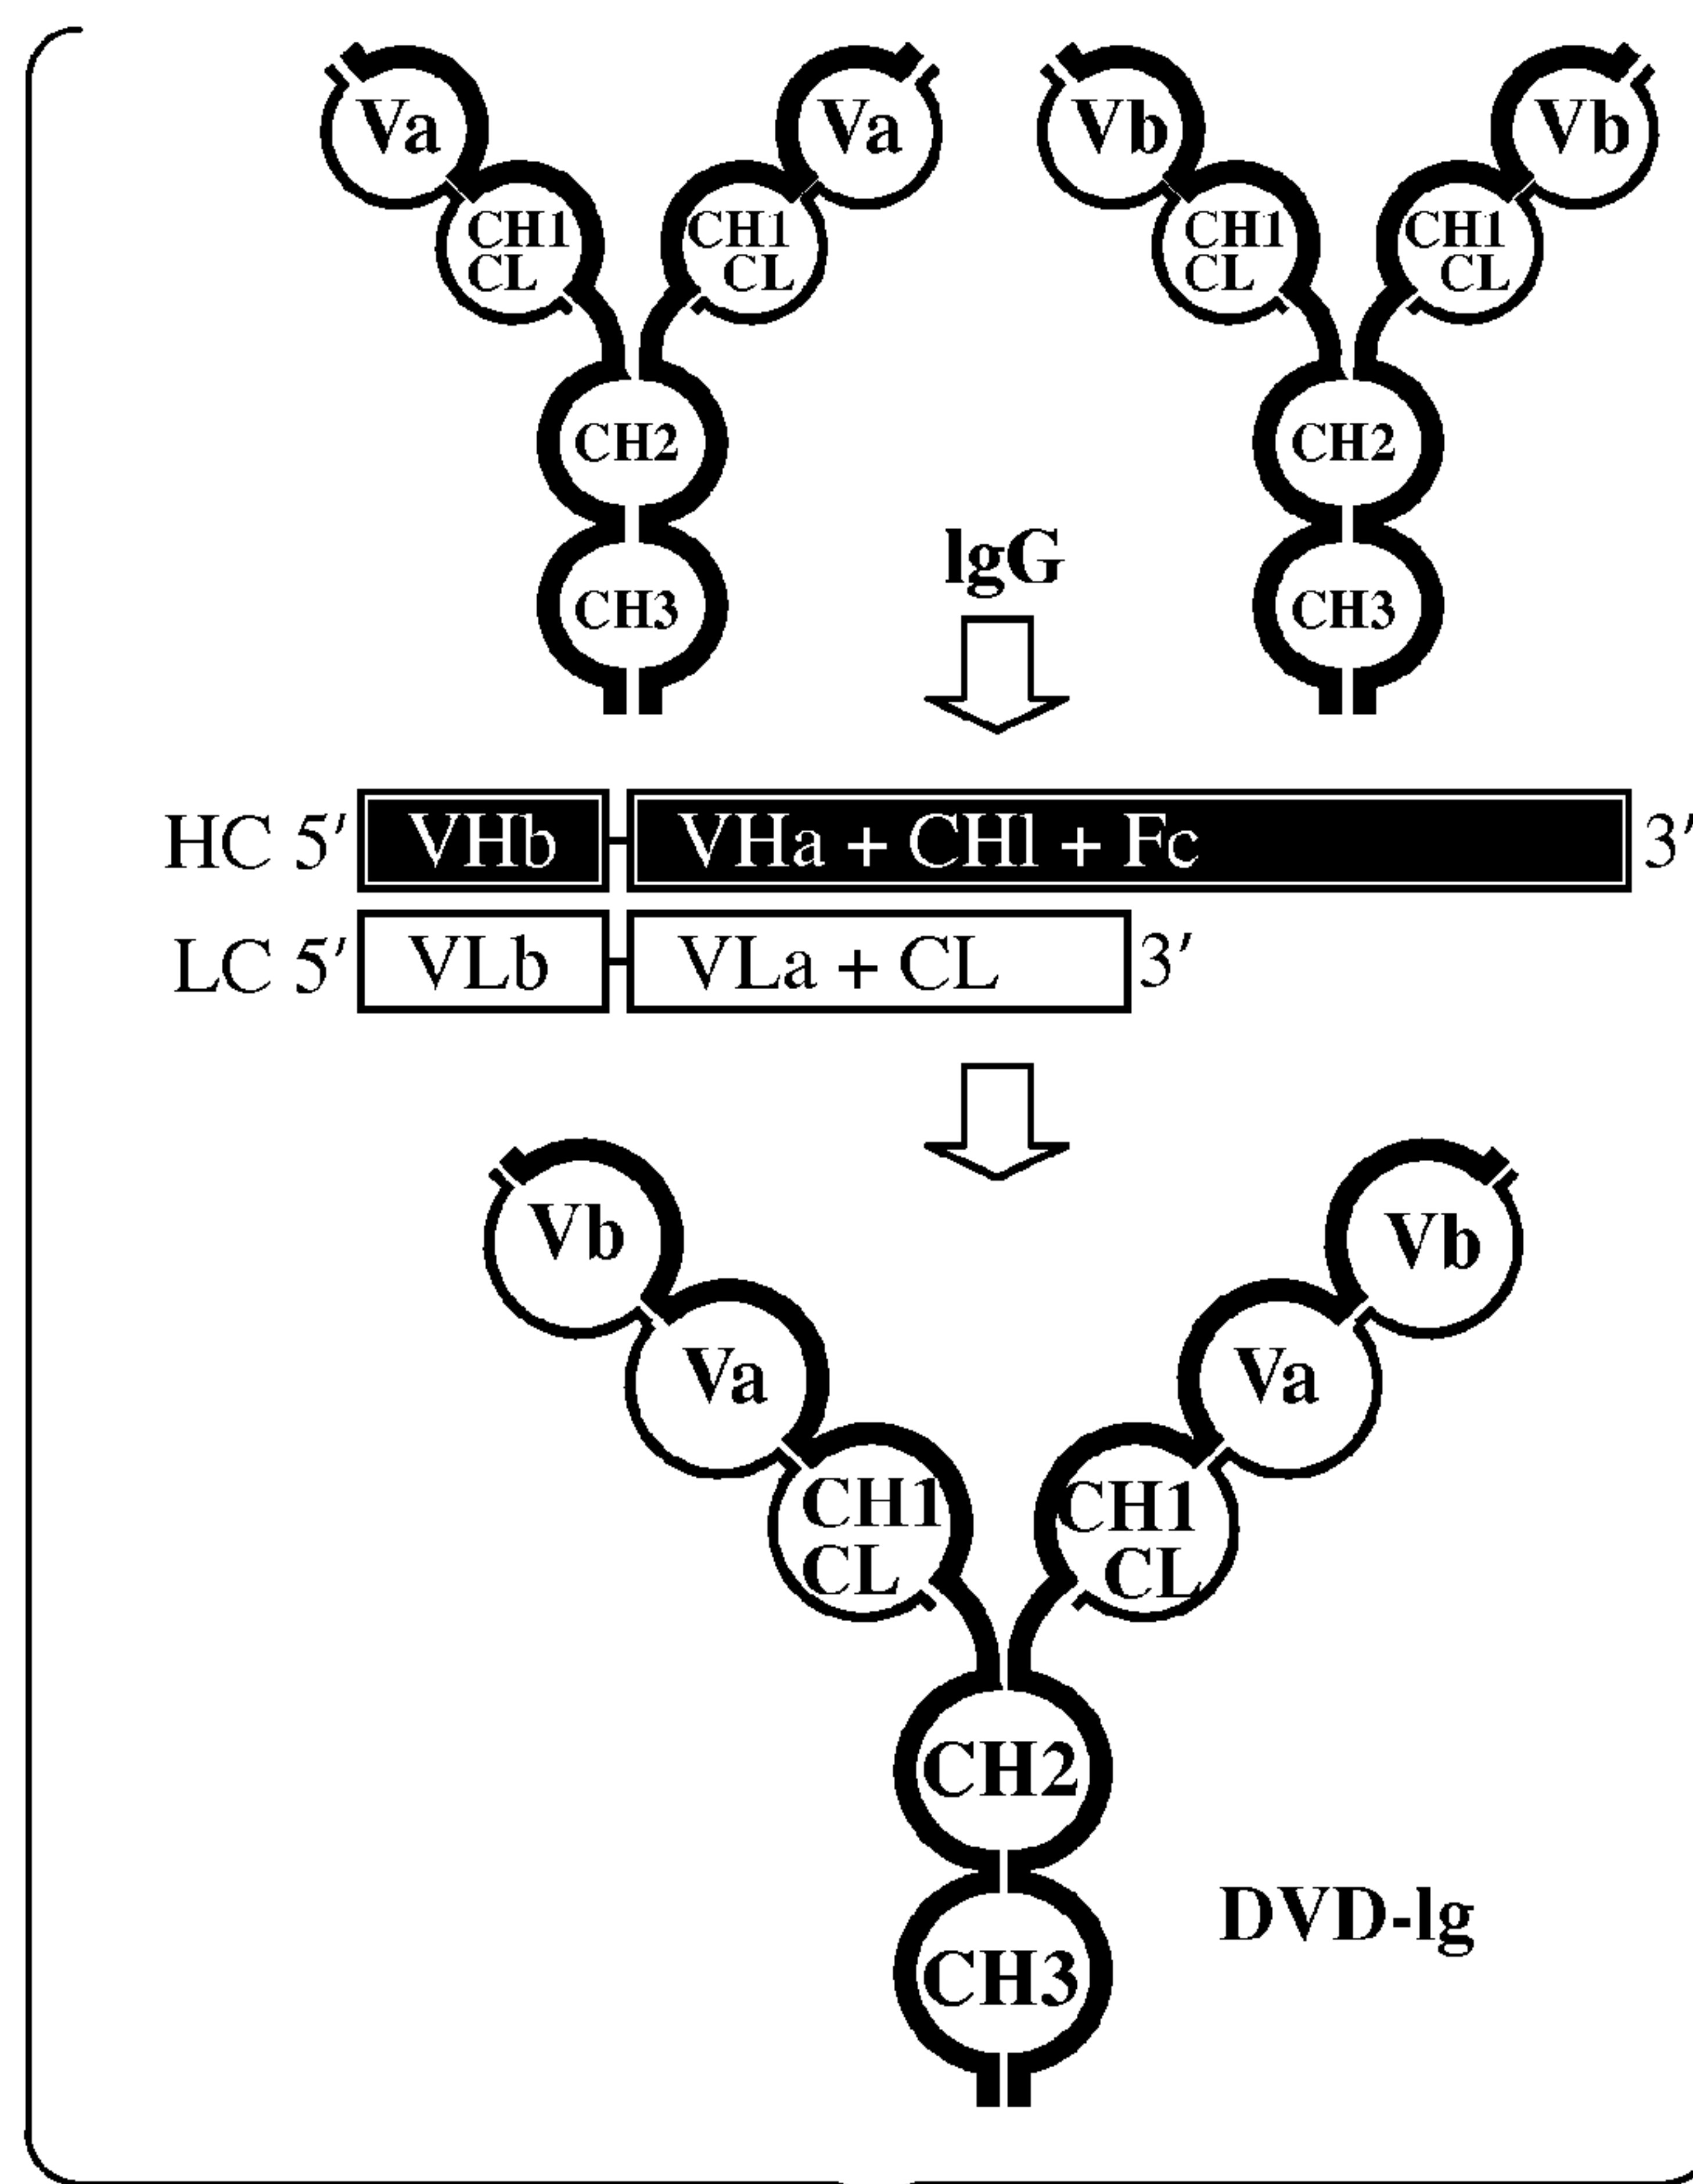 Va Va Vb Vb
CH1 CH1 CH1 CH1
CL CL CL CL
CH2 CH2
IgG
CH3 CH3
HC 5′ VHb VHa + CHl + Fc 3′
LC 5′ VLb VLa + CL 3′
Vb Vb
Va Va
CH1 CH1
CL CL
CH2
DVD-Ig
CH3